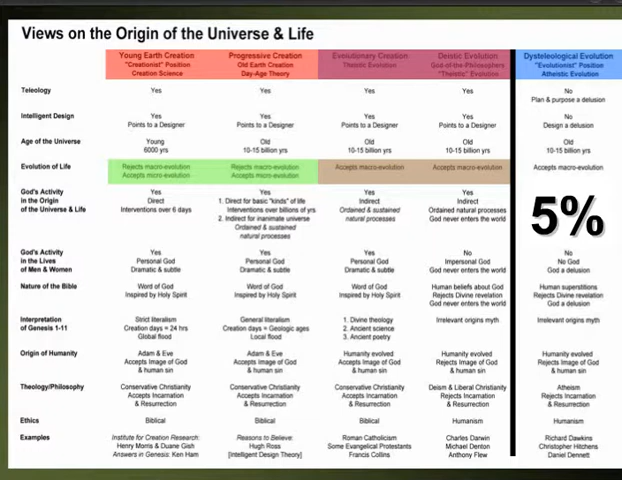 Views on the Origin of the Universe & Life
Young Earth Creation Progressive Creation Evolutionary Creation Deistic Evolution Dysteleological Evolution
"Creationist" Position Old Earth Creation Theistic Evolution God-of-the-Philosophers "Evolutionist" Position
Creation Science Day-Age Theory "Theistic" Evolution Atheistic Evolution
Teleology Yes Yes Yes Yes No
Plan & purpose a delusion
Intelligent Design Yes Yes Yes Yes No
Points to a Designer Points to a Designer Points to a Designer Points to a Designer Design a delusion
Age of the Universe Young Old Old Old Old
6000 yrs 10-15 billion yrs 10-15 billion yrs 10-15 billion yrs 10-15 billion yrs
Evolution of Life Rejects macro-evolution Rejects macro-evolution Accepts macro-evolution Accepts macro-evolution Accepts macro-evolution
Accepts micro-evolution Accepts micro-evolution
God's Activity Yes Yes Yes Yes
in the Origin Direct 1. Direct for basic "kinds" of life Indirect Indirect
of the Universe & Life Interventions over 6 days Interventions over billions of yrs Ordained & sustained Ordained natural processes
2. Indirect for inanimate universe natural processes God never enters the world
Ordained & sustained
natural processes
5%
God's Activity Yes Yes Yes No No
in the Lives Personal God Personal God Personal God Impersonal God No God
of Men & Women Dramatic & subtle Dramatic & subtle Dramatic & subtle God never enters the world God a delusion
Nature of the Bible Word of God Word of God Word of God Human beliefs about God Human superstitions
Inspired by Holy Spirit Inspired by Holy Spirit Inspired by Holy Spirit Rejects Divine revelation Rejects Divine revelation
God never enters the world God a delusion
Interpretation Strict literalism General literalism 1. Divine theology Irrelevant origins myth Irrelevant origins myth
of Genesis 1-11 Creation days = 24 hrs Creation days = Geologic ages 2. Ancient science
Global flood Local flood 3. Ancient poetry
Origin of Humanity Adam & Eve Adam & Eve Humanity evolved Humanity evolved Humanity evolved
Accepts Image of God Accepts Image of God Accepts Image of God Rejects Image of God Rejects Image of God
& human sin & human sin & human sin & human sin & human sin
Theology/Philosophy Conservative Christianity Conservative Christianity Conservative Christianity Deism & Liberal Christianity Atheism
Accepts Incarnation Accepts Incarnation Accepts Incarnation Rejects Incarnation Rejects Incarnation
& Resurrection & Resurrection & Resurrection & Resurrection & Resurrection
Ethics Biblical Biblical Biblical Humanism Humanism
Examples Institute for Creation Research: Reasons to Believe: Roman Catholicism Charles Darwin Richard Dawkins
Henry Morris & Duane Gish Hugh Ross Some Evangelical Protestants Michael Denton Christopher Hitchens
Answers in Genesis: Ken Ham [Intelligent Design Theory] Francis Collins Anthony Flew Daniel Dennett